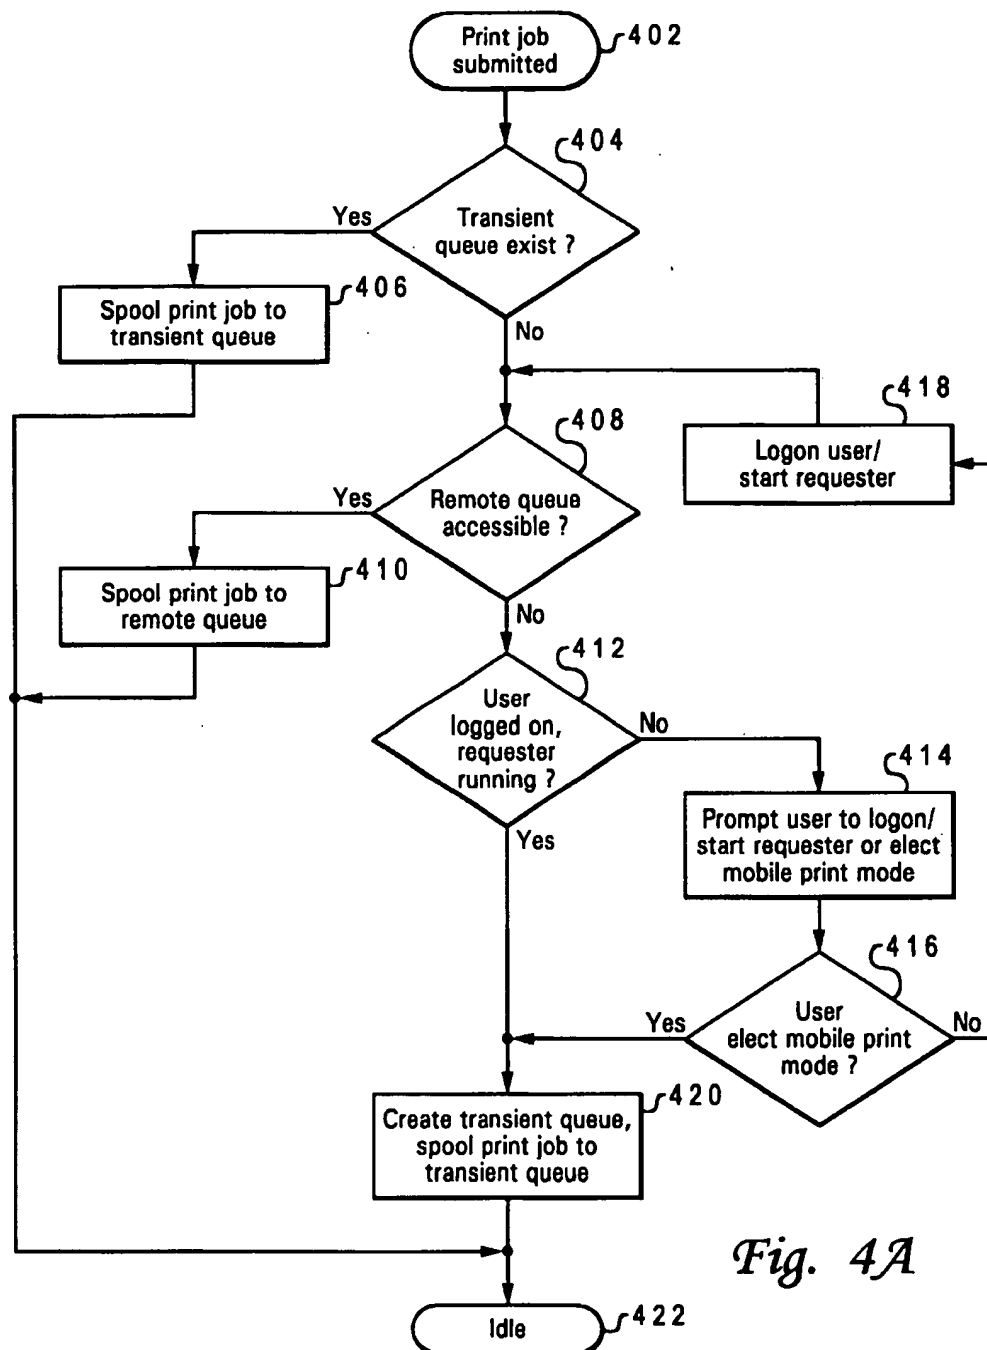 Print job
submitted
402
404
Transient
queue exist ?
Yes
No
406
Spool print job to
transient queue
418
Logon user/
start requester
408
Remote queue
accessible ?
Yes
No
410
Spool print job to
remote queue
412
User
logged on,
requester
running ?
No
Yes
414
Prompt user to logon/
start requester or elect
mobile print mode
416
User
elect mobile print
mode ?
Yes
No
420
Create transient queue,
spool print job to
transient queue
Fig. 4A
Idle
422